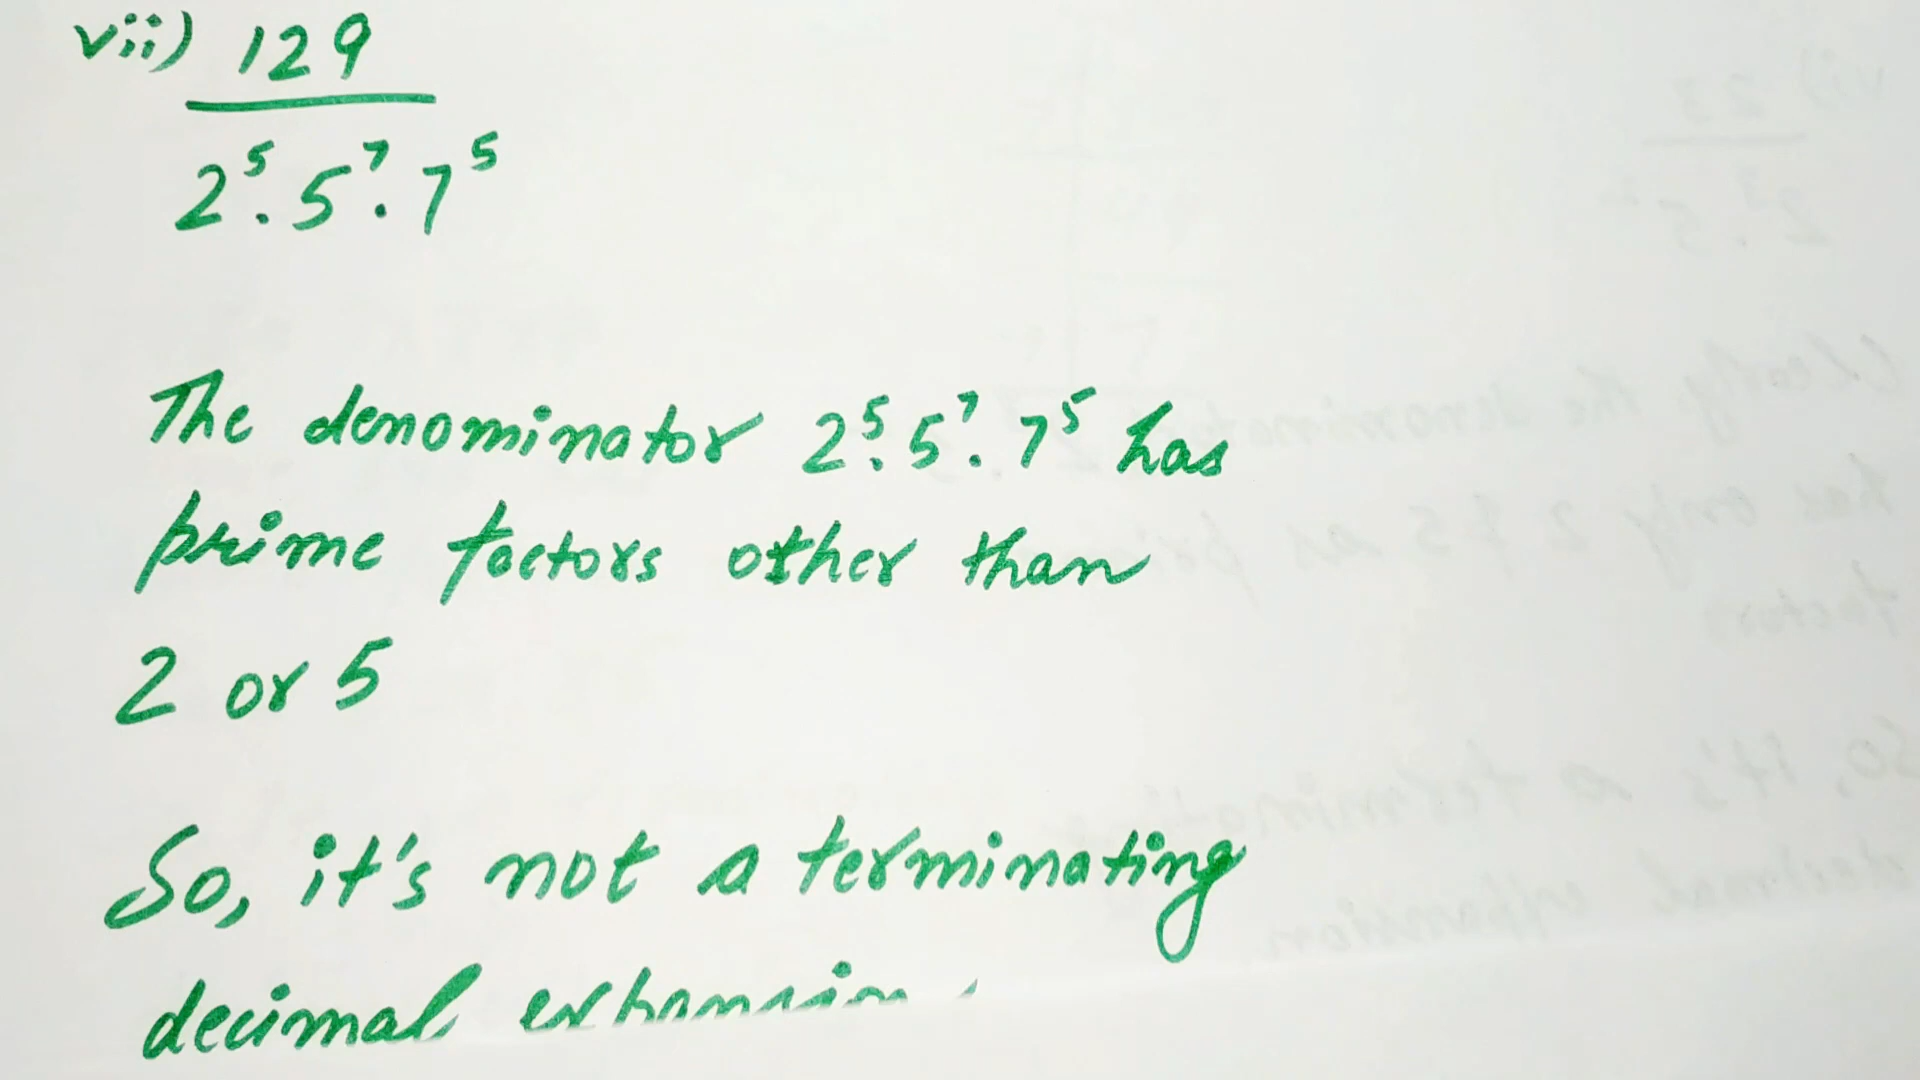 vii) 129
2⁵.5⁷.7⁵
The denominator 2⁵.5⁷.7⁵ has
prime factors other than
2 or 5
So, it's not a terminating
decimal expansion